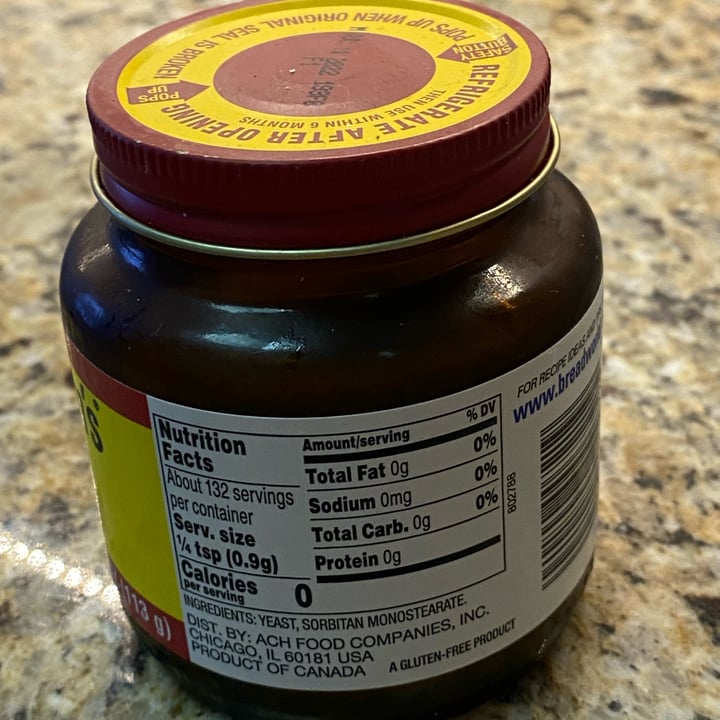 POPS UP WHEN ORIGINAL SEAL IS BROKEN
SAFETY
BUTTON
POPS
UP
REFRIGERATE AFTER OPENING
THEN USE WITHIN 6 MONTHS
's
(113 g)
Nutrition
Facts
About 132 servings
per container
Serv. size
1/4 tsp (0.9g)
Calories
per serving
0
Amount/serving % DV
Total Fat 0g 0%
Sodium 0mg 0%
Total Carb. 0g 0%
Protein 0g
802788
INGREDIENTS: YEAST, SORBITAN MONOSTEARATE.
DIST. BY: ACH FOOD COMPANIES, INC.
CHICAGO, IL 60181 USA
PRODUCT OF CANADA
A GLUTEN-FREE PRODUCT
FOR RECIPE IDEAS AND
www.breadwo